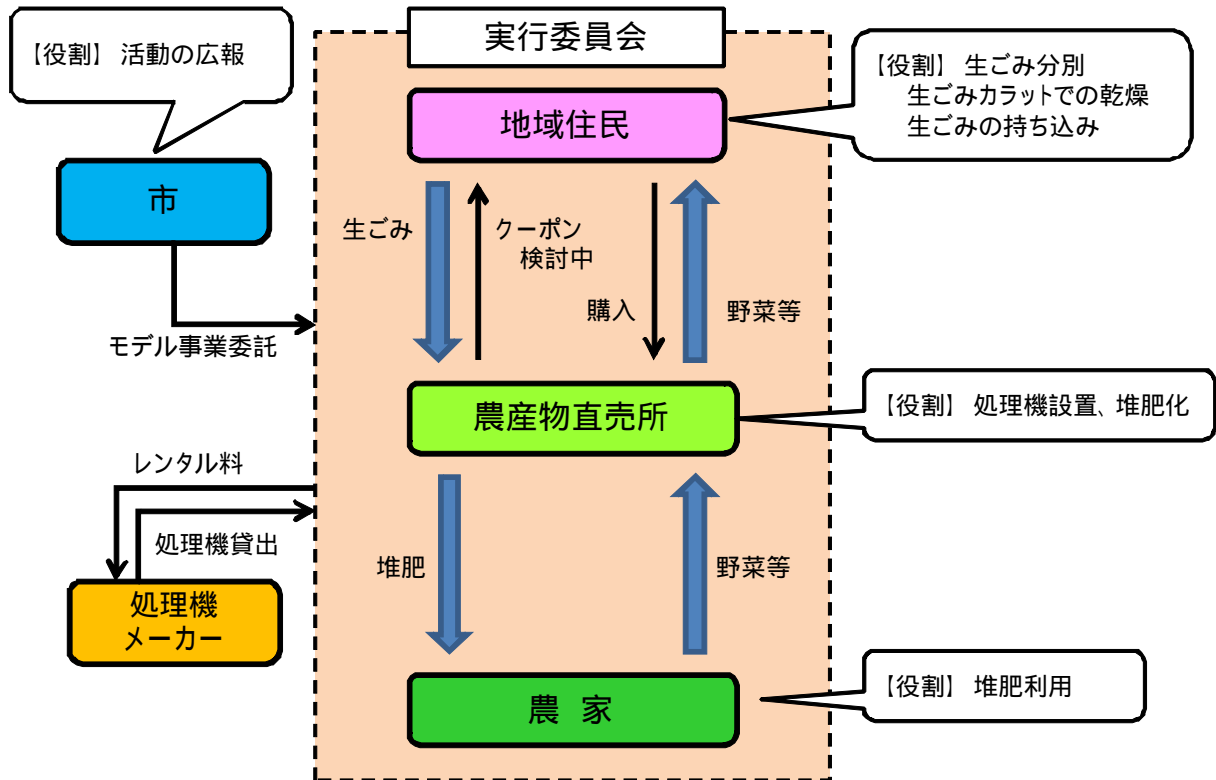 実行委員会
【役割】 活動の広報
【役割】 生ごみ分別
生ごみカラットでの乾燥
生ごみの持ち込み
地域住民
市
生ごみ
クーポン
検討中
購入
野菜等
モデル事業委託
農産物直売所
【役割】 処理機設置、堆肥化
レンタル料
処理機貸出
堆肥
野菜等
処理機
メーカー
農 家
【役割】 堆肥利用